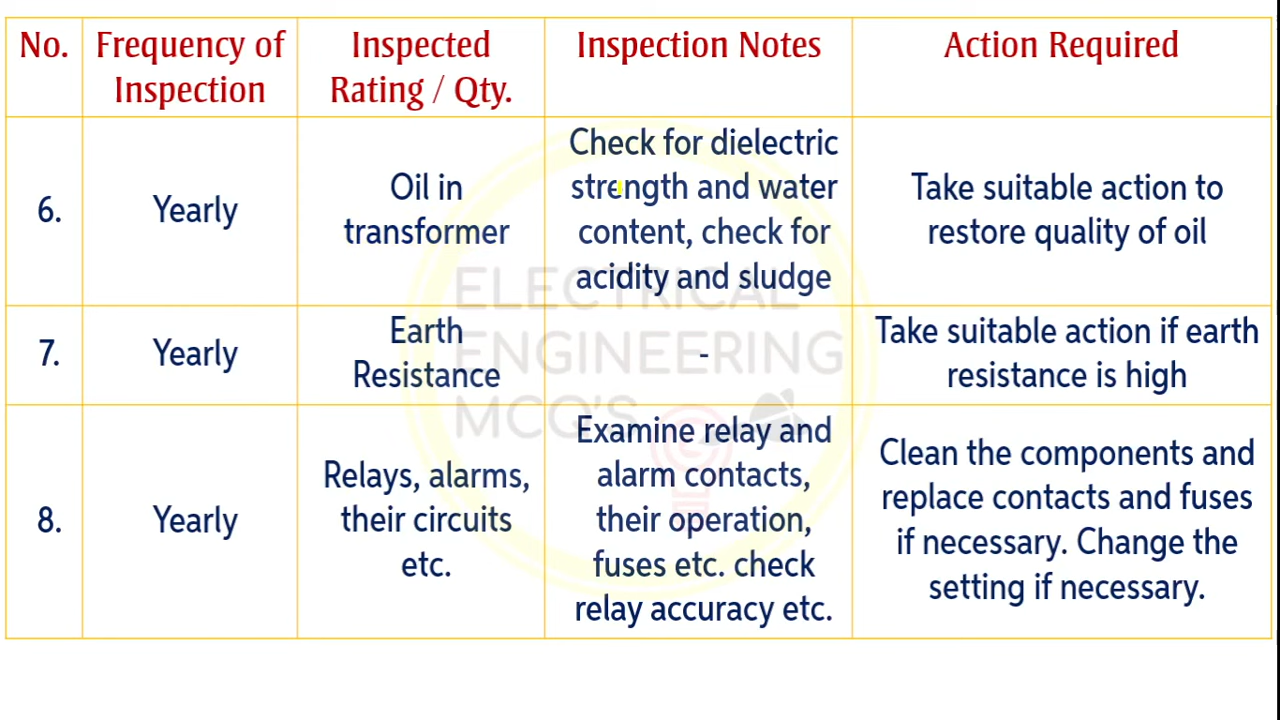 No.
Frequency of
Inspection
Inspected
Rating / Qty.
Inspection Notes
Action Required
6.
Yearly
Oil in
transformer
Check for dielectric
strength and water
content, check for
acidity and sludge
Take suitable action to
restore quality of oil
7.
Yearly
Earth
Resistance
-
Take suitable action if earth
resistance is high
8.
Yearly
Relays, alarms,
their circuits
etc.
Examine relay and
alarm contacts,
their operation,
fuses etc. check
relay accuracy etc.
Clean the components and
replace contacts and fuses
if necessary. Change the
setting if necessary.
ELECTRICAL
ENGINEERING
MCQ'S